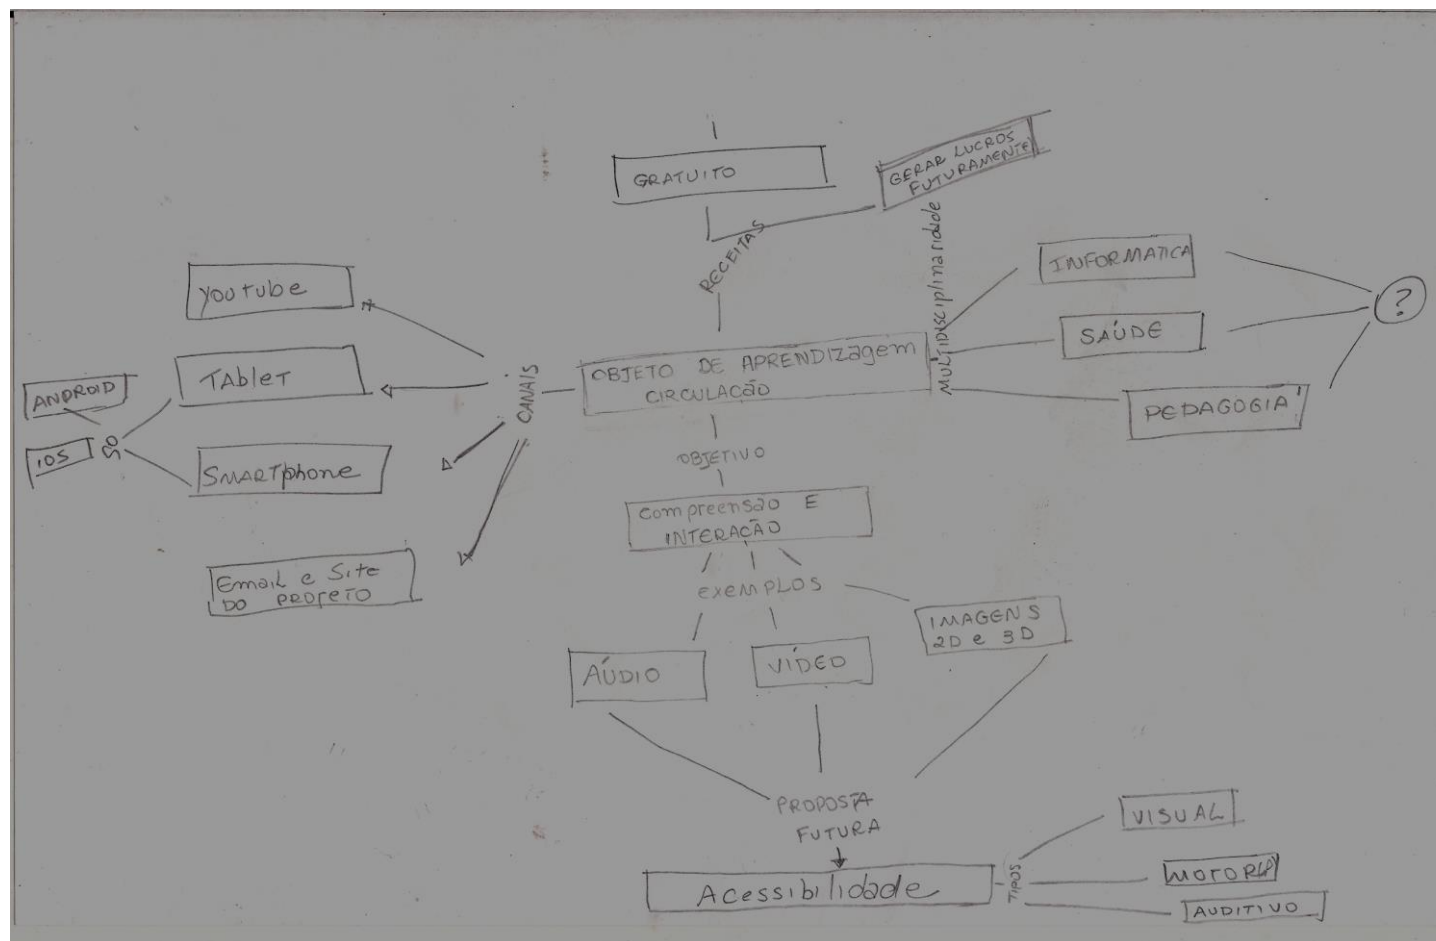 GRATUITO
GERAR LUCROS
FUTURAMENTE
RECEITAS
MULTIDISCIPLINARIDADE
INFORMATICA
?
SAÚDE
PEDAGOGIA
YouTube
TAbleT
ANDROID
iOS
SO
SMARTphone
Email e Site
DO PROJETO
CANAIS
OBJETO DE APRENDIZagem
CIRCULAÇÃO
OBJETIVO
Compreensão E
INTERAÇÃO
EXEMPLOS
ÁUDIO
VÍDEO
IMAGENS
2D e 3D
PROPOSTA
FUTURA
Acessibilidade
TIPOS
VISUAL
AUDITIVO